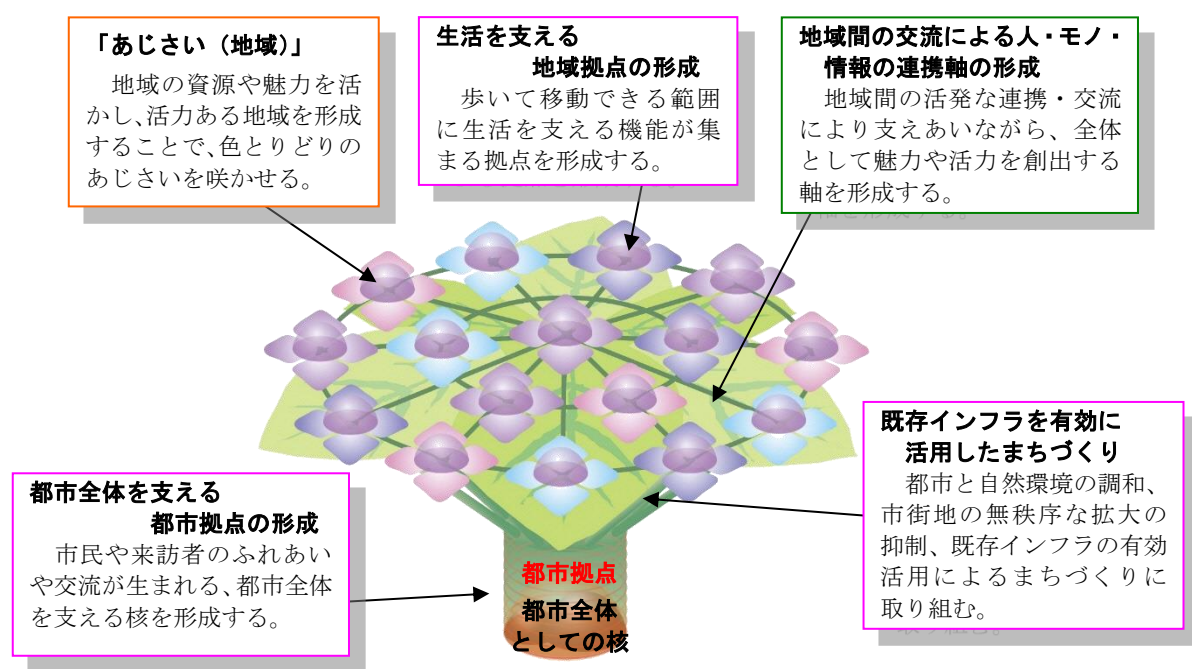 「あじさい（地域）」
地域の資源や魅力を活
かし、活力ある地域を形成
することで、色とりどりの
あじさいを咲かせる。
生活を支える
地域拠点の形成
歩いて移動できる範囲
に生活を支える機能が集
まる拠点を形成する。
地域間の交流による人・モノ・
情報の連携軸の形成
地域間の活発な連携・交流
により支えあいながら、全体
として魅力や活力を創出する
軸を形成する。
既存インフラを有効に
活用したまちづくり
都市と自然環境の調和、
市街地の無秩序な拡大の
抑制、既存インフラの有効
活用によるまちづくりに
取り組む。
都市全体を支える
都市拠点の形成
市民や来訪者のふれあい
や交流が生まれる、都市全体
を支える核を形成する。
都市拠点
都市全体
としての核